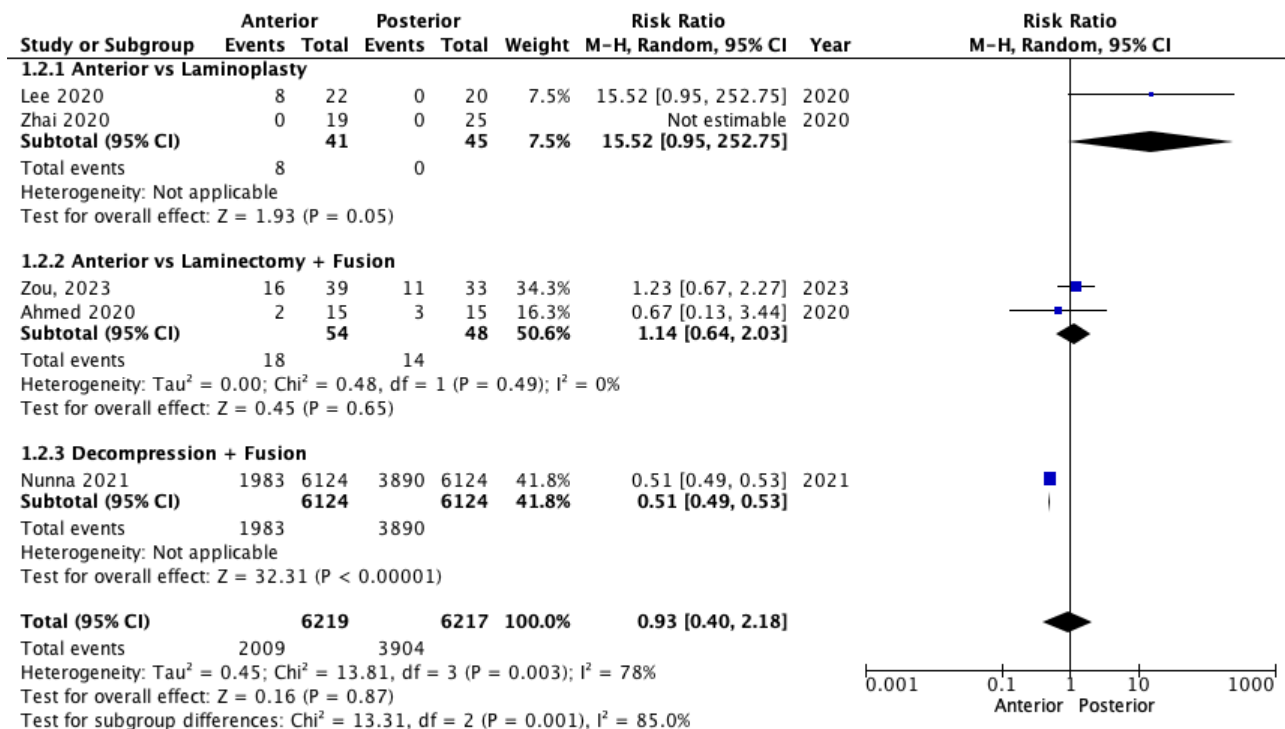 Anterior Posterior Risk Ratio Risk Ratio
Study or Subgroup Events Total Events Total Weight M-H, Random, 95% CI Year M-H, Random, 95% CI
1.2.1 Anterior vs Laminoplasty
Lee 2020 8 22 0 20 7.5% 15.52 [0.95, 252.75] 2020
Zhai 2020 0 19 0 25 Not estimable 2020
Subtotal (95% CI) 41 45 7.5% 15.52 [0.95, 252.75]
Total events 8 0
Heterogeneity: Not applicable
Test for overall effect: Z = 1.93 (P = 0.05)
1.2.2 Anterior vs Laminectomy + Fusion
Zou, 2023 16 39 11 33 34.3% 1.23 [0.67, 2.27] 2023
Ahmed 2020 2 15 3 15 16.3% 0.67 [0.13, 3.44] 2020
Subtotal (95% CI) 54 48 50.6% 1.14 [0.64, 2.03]
Total events 18 14
Heterogeneity: Tau² = 0.00; Chi² = 0.48, df = 1 (P = 0.49); I² = 0%
Test for overall effect: Z = 0.45 (P = 0.65)
1.2.3 Decompression + Fusion
Nunna 2021 1983 6124 3890 6124 41.8% 0.51 [0.49, 0.53] 2021
Subtotal (95% CI) 6124 6124 41.8% 0.51 [0.49, 0.53]
Total events 1983 3890
Heterogeneity: Not applicable
Test for overall effect: Z = 32.31 (P < 0.00001)
Total (95% CI) 6219 6217 100.0% 0.93 [0.40, 2.18]
Total events 2009 3904
Heterogeneity: Tau² = 0.45; Chi² = 13.81, df = 3 (P = 0.003); I² = 78%
Test for overall effect: Z = 0.16 (P = 0.87)
Test for subgroup differences: Chi² = 13.31, df = 2 (P = 0.001), I² = 85.0%
0.001 0.1 1 10 1000
Anterior Posterior